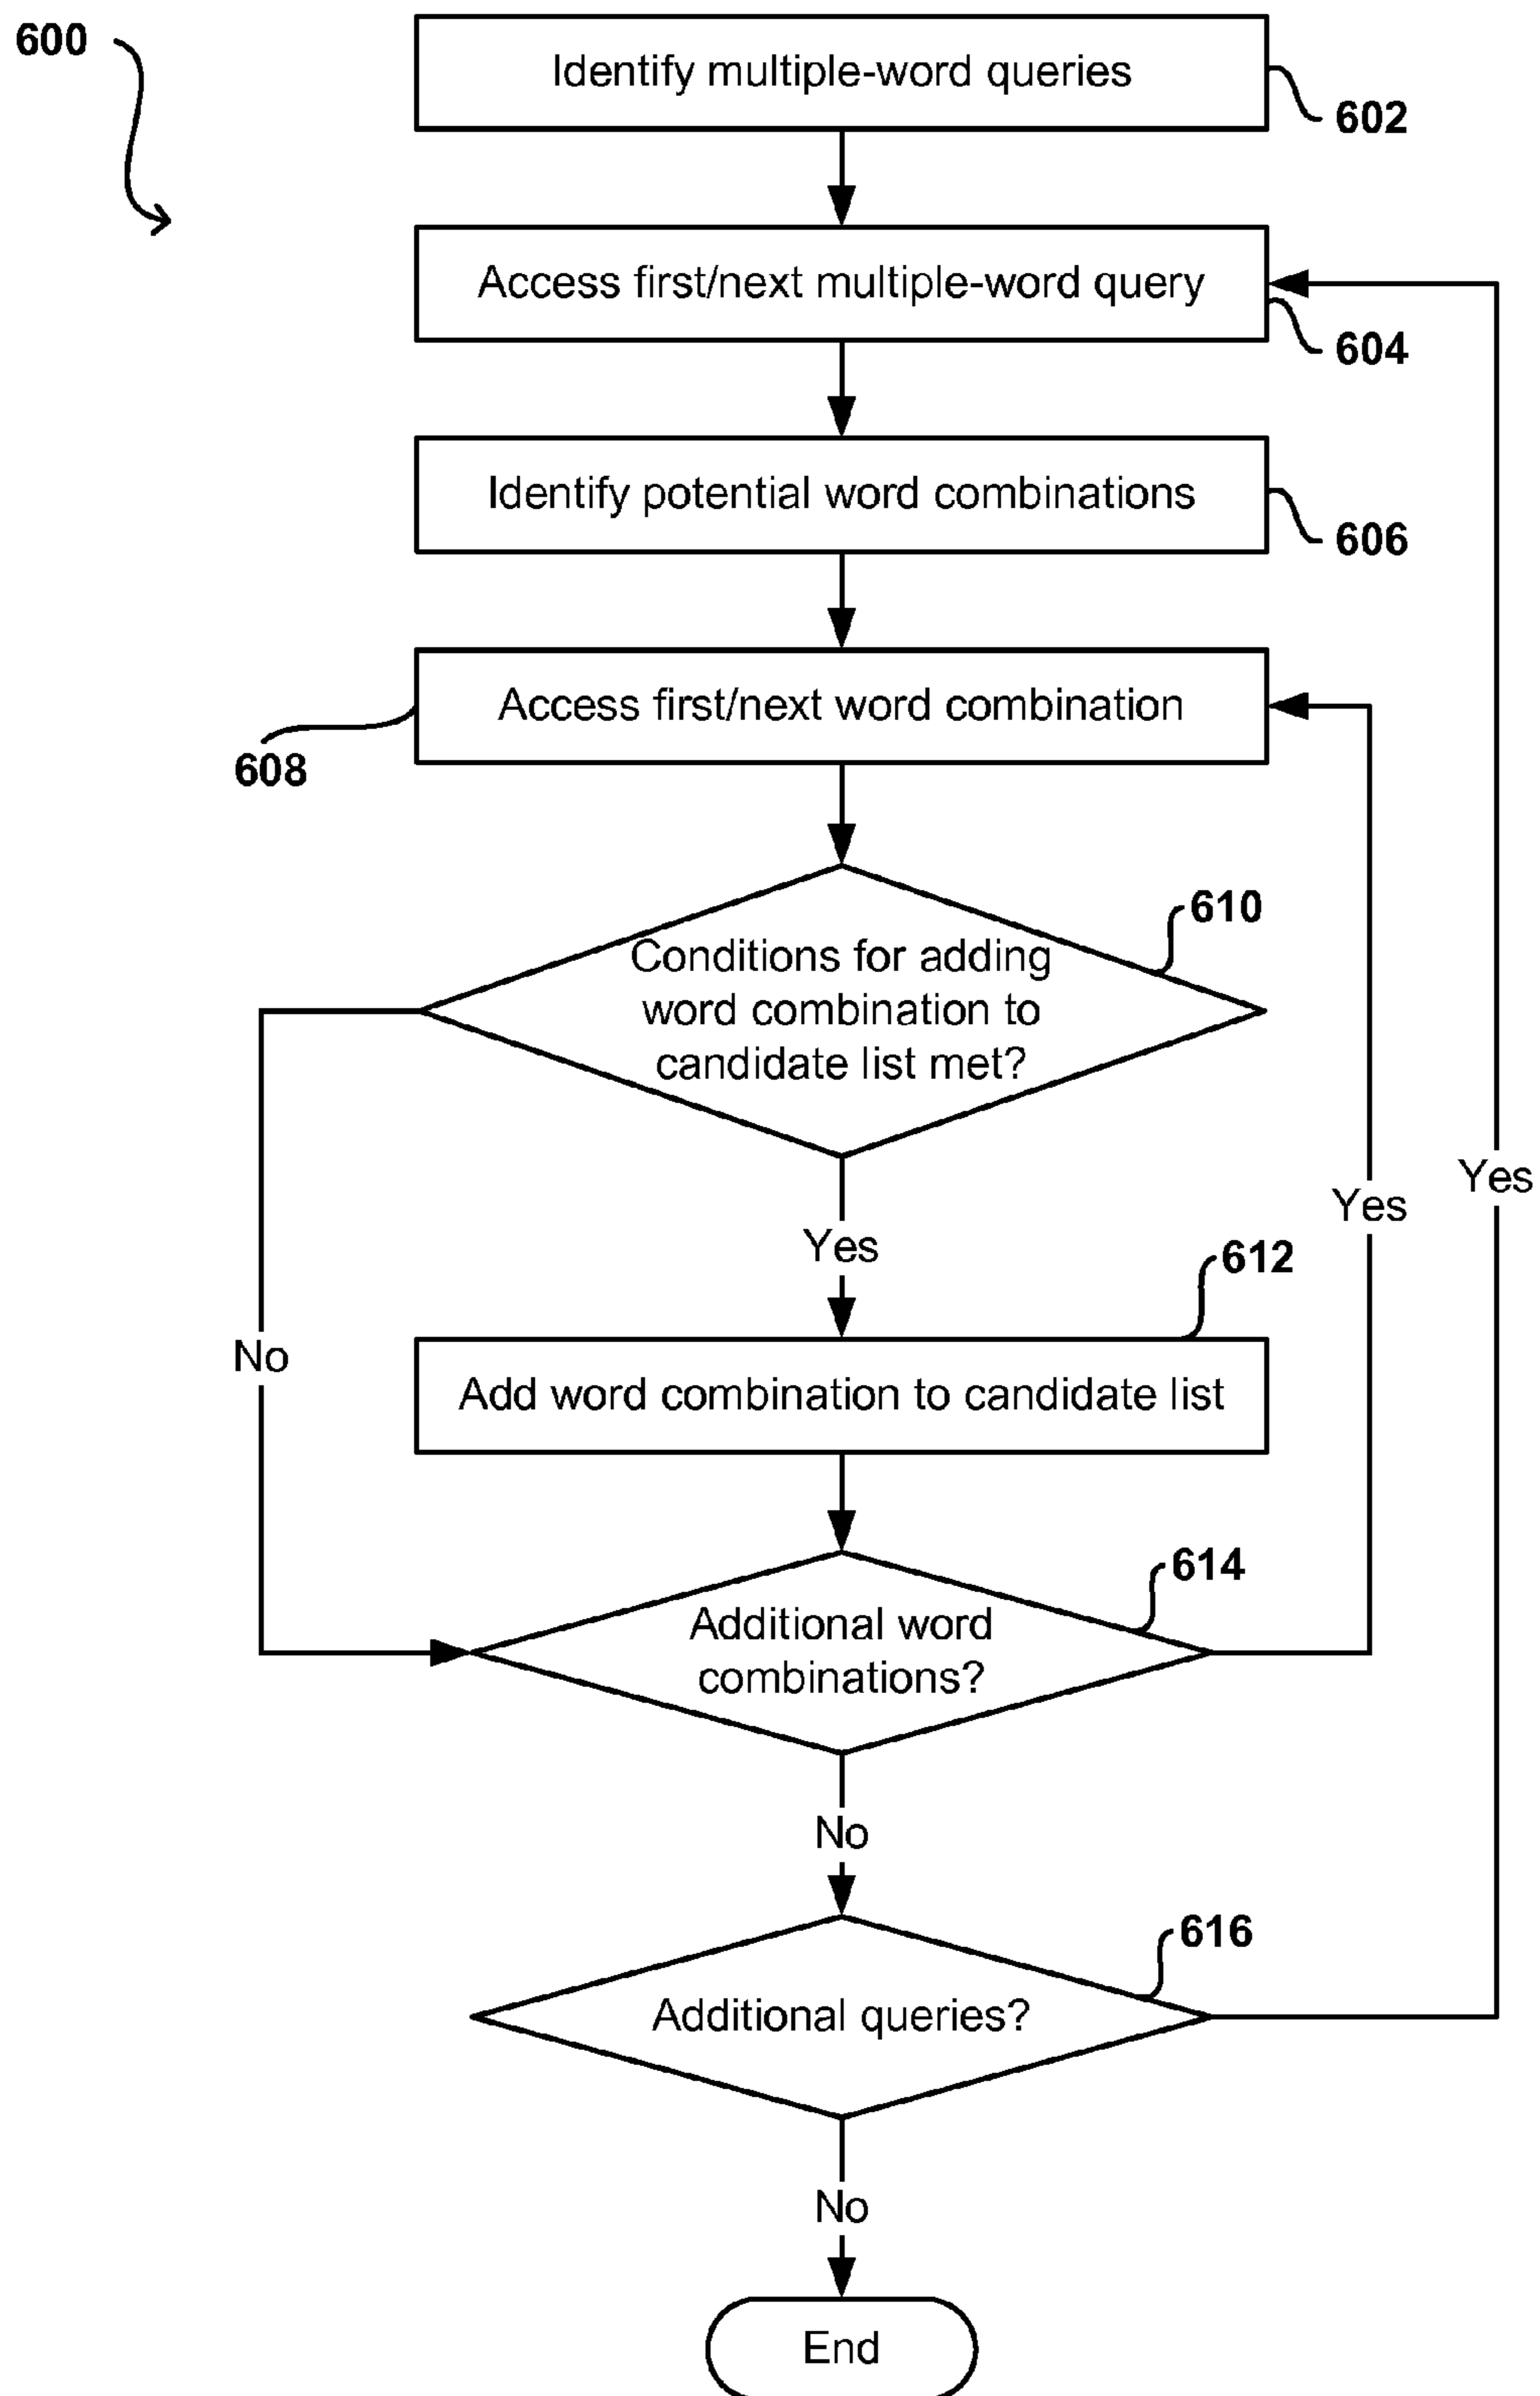 600
Identify multiple-word queries
602
Access first/next multiple-word query
604
Identify potential word combinations
606
Access first/next word combination
608
610
Conditions for adding
word combination to
candidate list met?
Yes
Yes
Yes
612
No
Add word combination to candidate list
614
Additional word
combinations?
No
616
Additional queries?
No
End